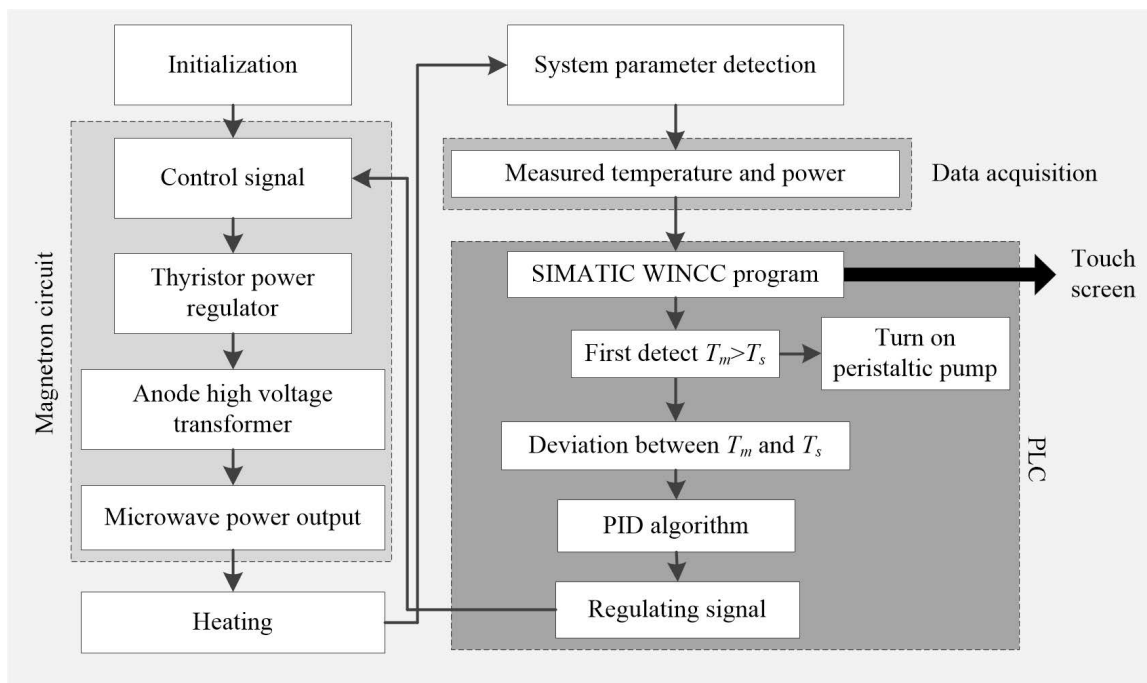 Initialization
Magnetron circuit
Control signal
Thyristor power
regulator
Anode high voltage
transformer
Microwave power output
Heating
System parameter detection
Measured temperature and power
Data acquisition
SIMATIC WINCC program
Touch
screen
First detect Tm>Ts
Turn on
peristaltic pump
Deviation between Tm and Ts
PID algorithm
Regulating signal
PLC